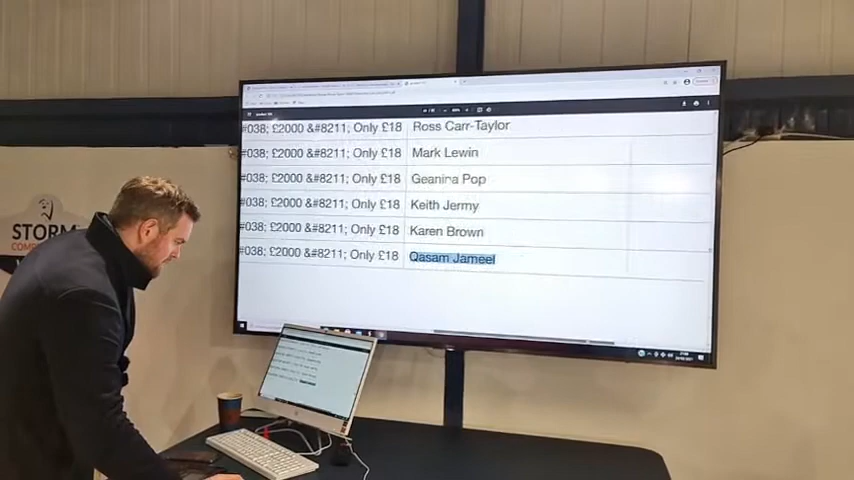 #038; £2000 &#8211; Only £18 Ross Carr-Taylor
#038; £2000 &#8211; Only £18 Mark Lewin
#038; £2000 &#8211; Only £18 Geanina Pop
#038; £2000 &#8211; Only £18 Keith Jermy
#038; £2000 &#8211; Only £18 Karen Brown
#038; £2000 &#8211; Only £18 Qasam Jameel
STORM